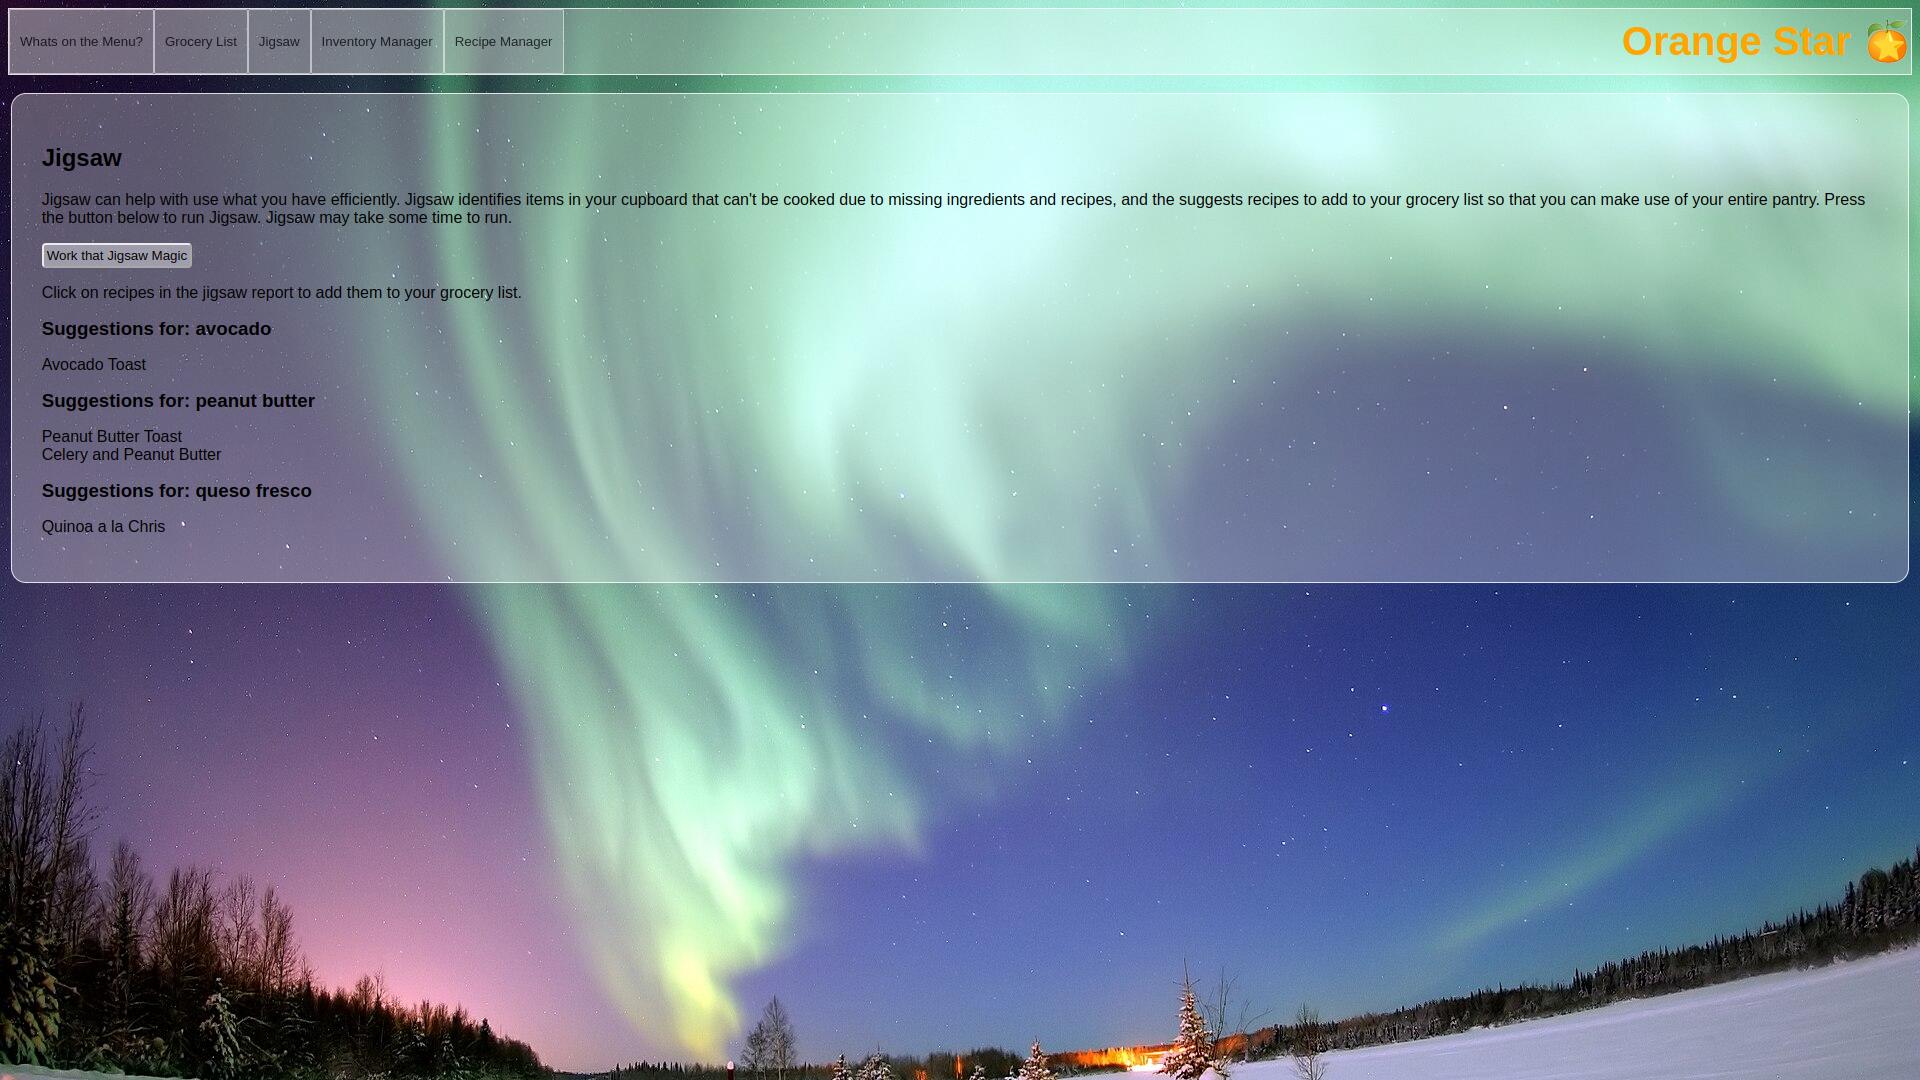 Whats on the Menu?
Grocery List
Jigsaw
Inventory Manager
Recipe Manager
Orange Star
Jigsaw
Jigsaw can help with use what you have efficiently. Jigsaw identifies items in your cupboard that can't be cooked due to missing ingredients and recipes, and the suggests recipes to add to your grocery list so that you can make use of your entire pantry. Press
the button below to run Jigsaw. Jigsaw may take some time to run.
Work that Jigsaw Magic
Click on recipes in the jigsaw report to add them to your grocery list.
Suggestions for: avocado
Avocado Toast
Suggestions for: peanut butter
Peanut Butter Toast
Celery and Peanut Butter
Suggestions for: queso fresco
Quinoa a la Chris